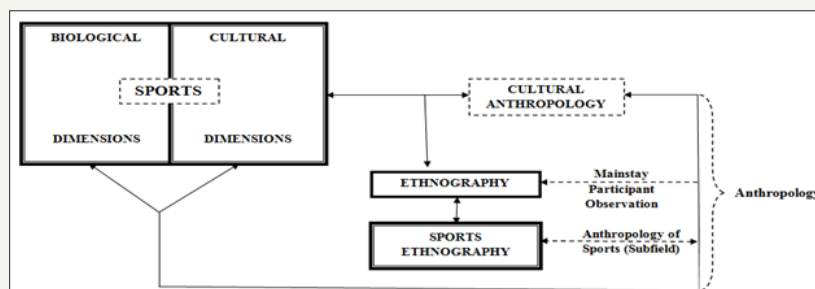 BIOLOGICAL
CULTURAL
SPORTS
DIMENSIONS
DIMENSIONS
CULTURAL
ANTHROPOLOGY
ETHNOGRAPHY
Mainstay
Participant
Observation
SPORTS
ETHNOGRAPHY
Anthropology of
Sports (Subfield)
Anthropology